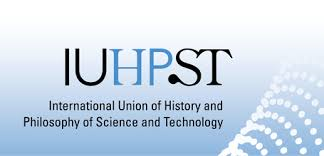 IUHPST
International Union of History and
Philosophy of Science and Technology